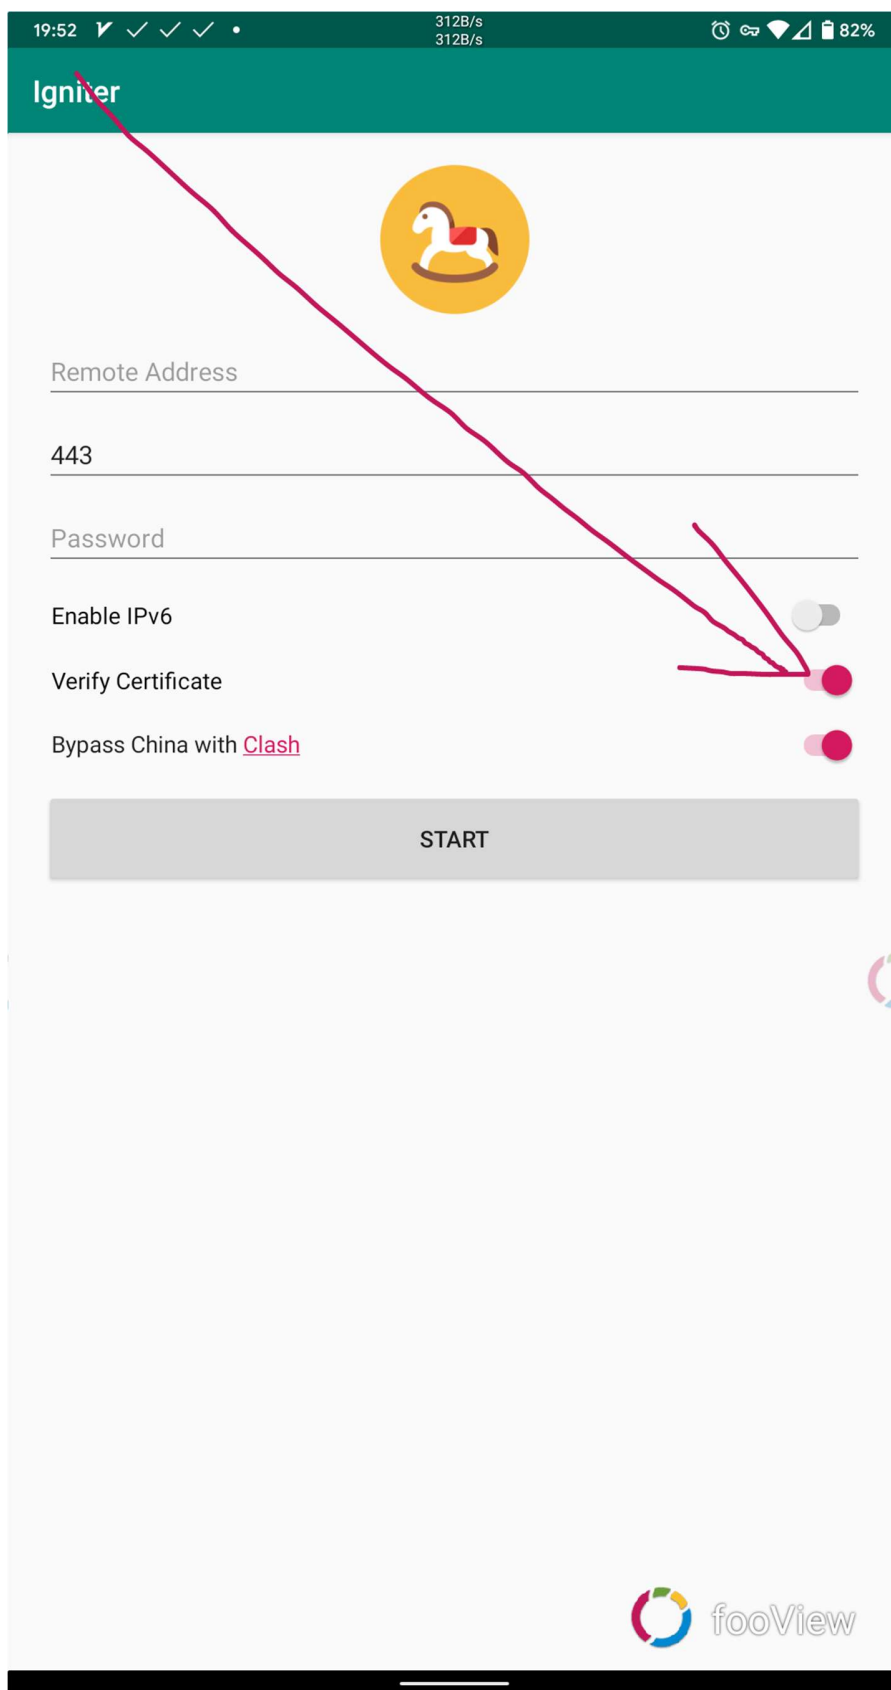 19:52
312B/s
312B/s
82%
Igniter
Remote Address
443
Password
Enable IPv6
Verify Certificate
Bypass China with Clash
START
fooView